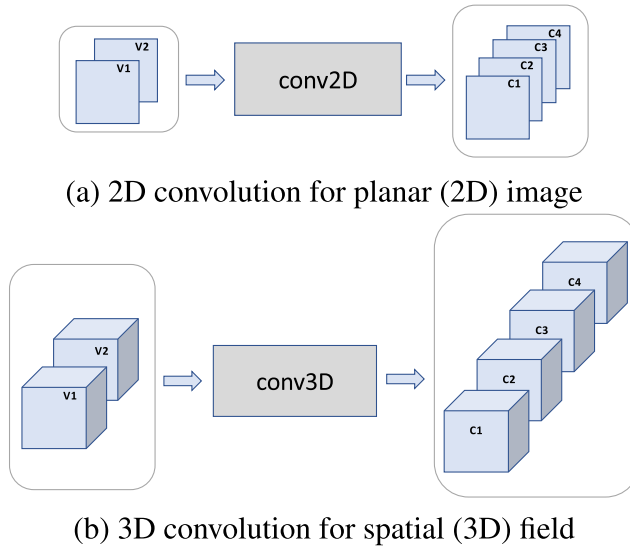 V2
V1
conv2D
C4
C3
C2
C1
(a) 2D convolution for planar (2D) image
V2
V1
conv3D
C4
C3
C2
C1
(b) 3D convolution for spatial (3D) field